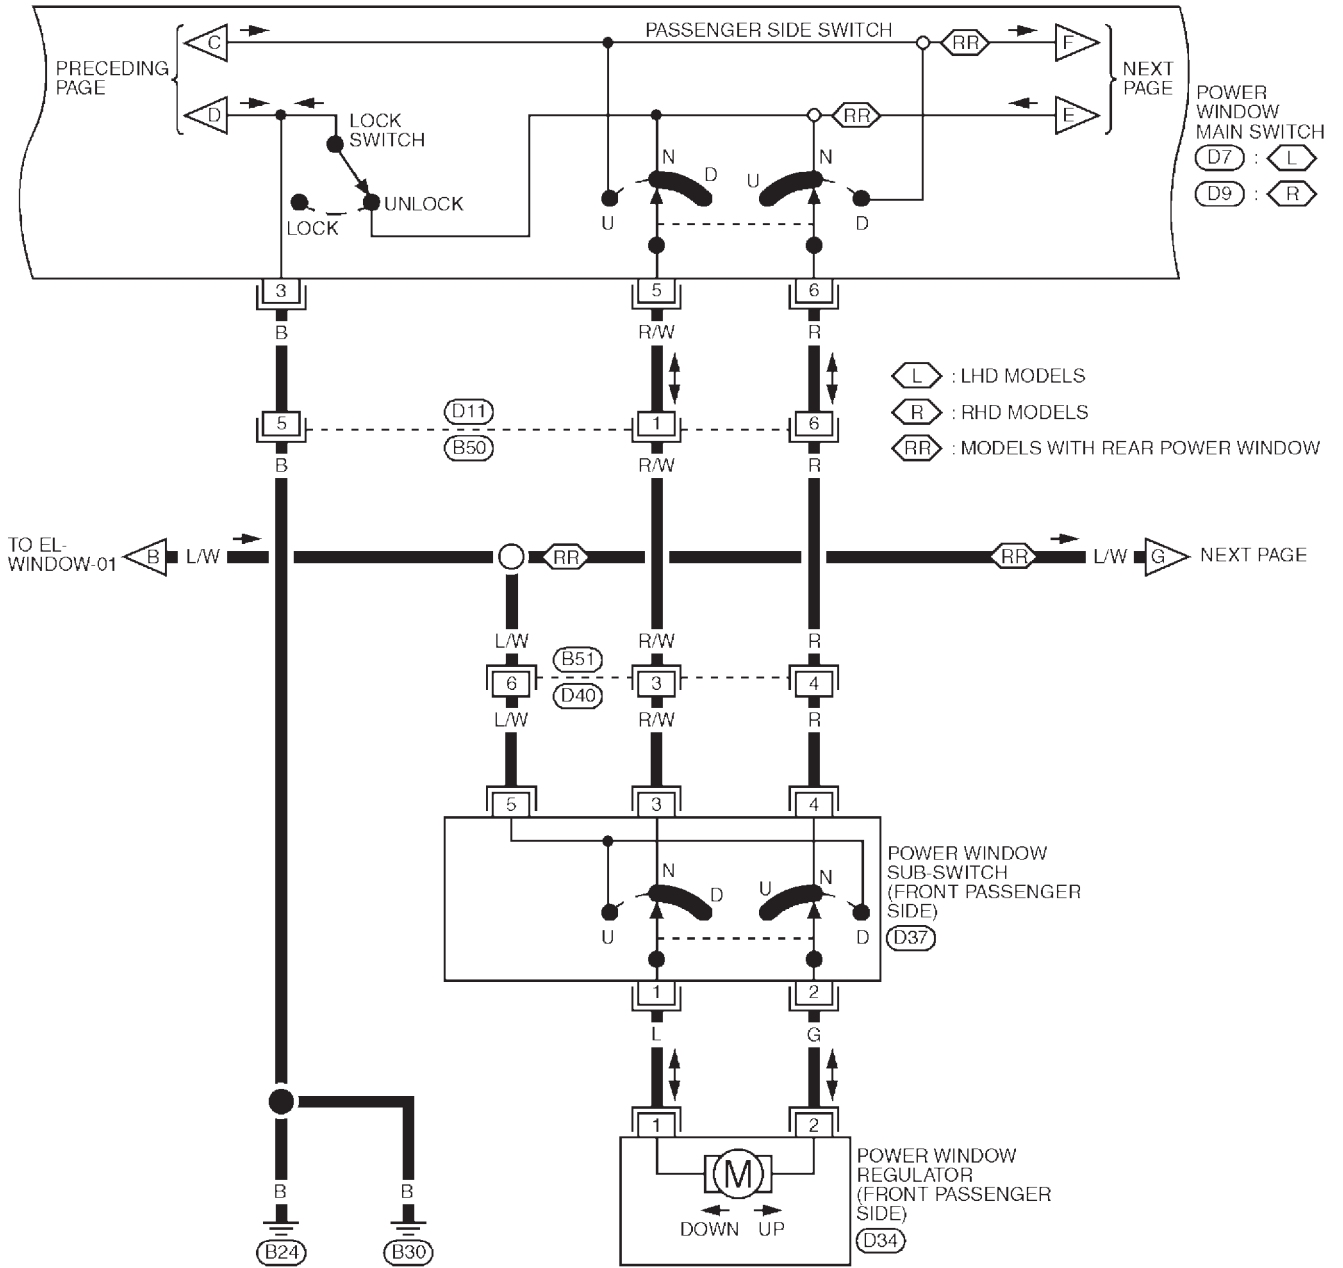 C
PASSENGER SIDE SWITCH
RR
F
PRECEDING
PAGE
NEXT
PAGE
D
LOCK
SWITCH
RR
E
POWER
WINDOW
MAIN SWITCH
D7 : L
D9 : R
N
D
U
N
LOCK
UNLOCK
U
D
3
5
6
B
R/W
R
L : LHD MODELS
R : RHD MODELS
RR : MODELS WITH REAR POWER WINDOW
5
D11
B50
1
6
B
R/W
R
TO EL-
WINDOW-01
B
L/W
RR
RR
L/W
G
NEXT PAGE
L/W
R/W
R
6
B51
D40
3
4
L/W
R/W
R
5
3
4
POWER WINDOW
SUB-SWITCH
(FRONT PASSENGER
SIDE)
D37
N
D
U
N
U
D
1
2
L
G
1
2
M
DOWN UP
POWER WINDOW
REGULATOR
(FRONT PASSENGER
SIDE)
D34
B
B
B24
B30